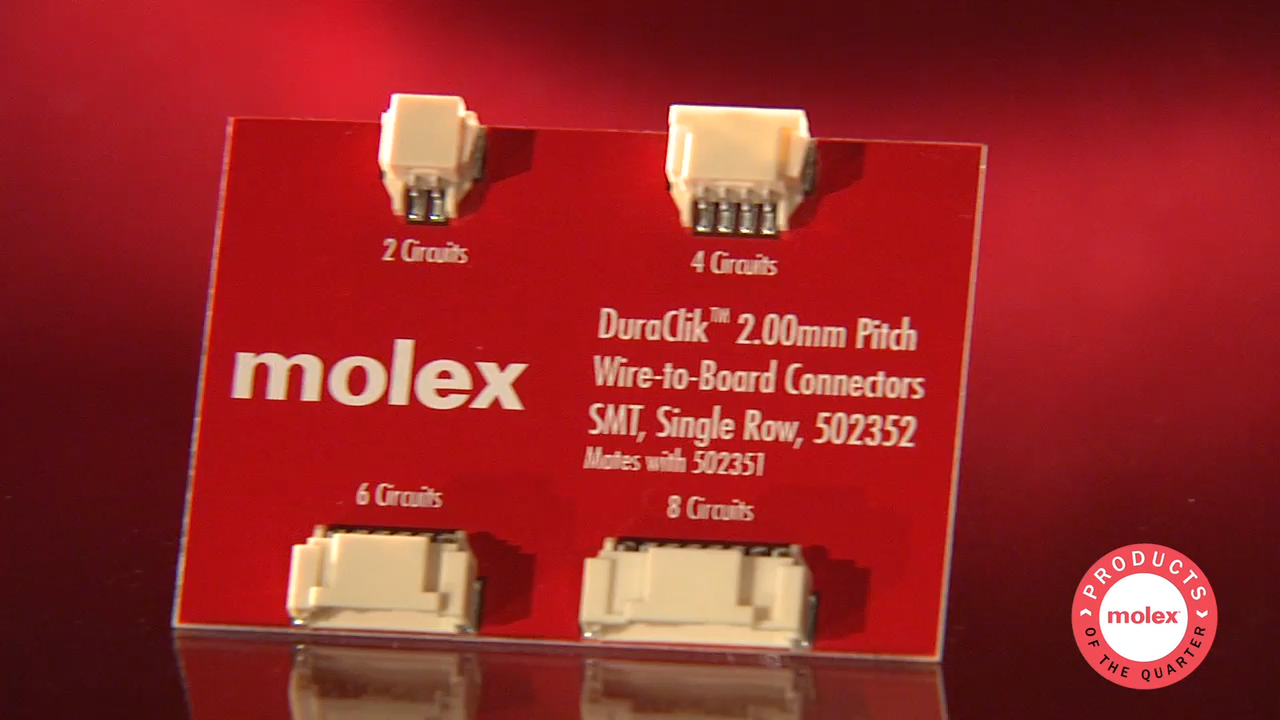 2 Circuits
4 Circuits
molex
DuraClik™ 2.00mm Pitch
Wire-to-Board Connectors
SMT, Single Row, 502352
Mates with 502351
6 Circuits
8 Circuits
PRODUCTS
molex
OF THE QUARTER